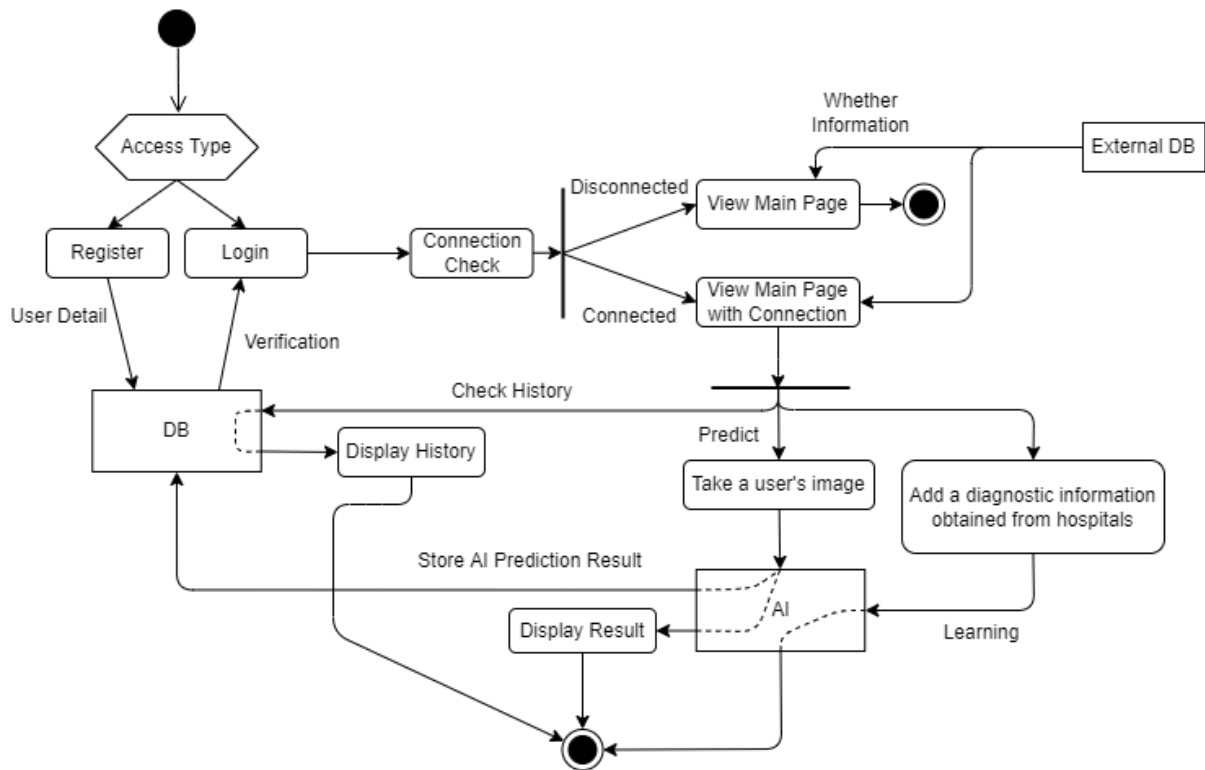 Whether
Information
Access Type
External DB
Disconnected
View Main Page
Register
Login
Connection
Check
View Main Page
with Connection
User Detail
Connected
Verification
Check History
DB
Predict
Display History
Take a user's image
Add a diagnostic information
obtained from hospitals
Store AI Prediction Result
AI
Display Result
Learning